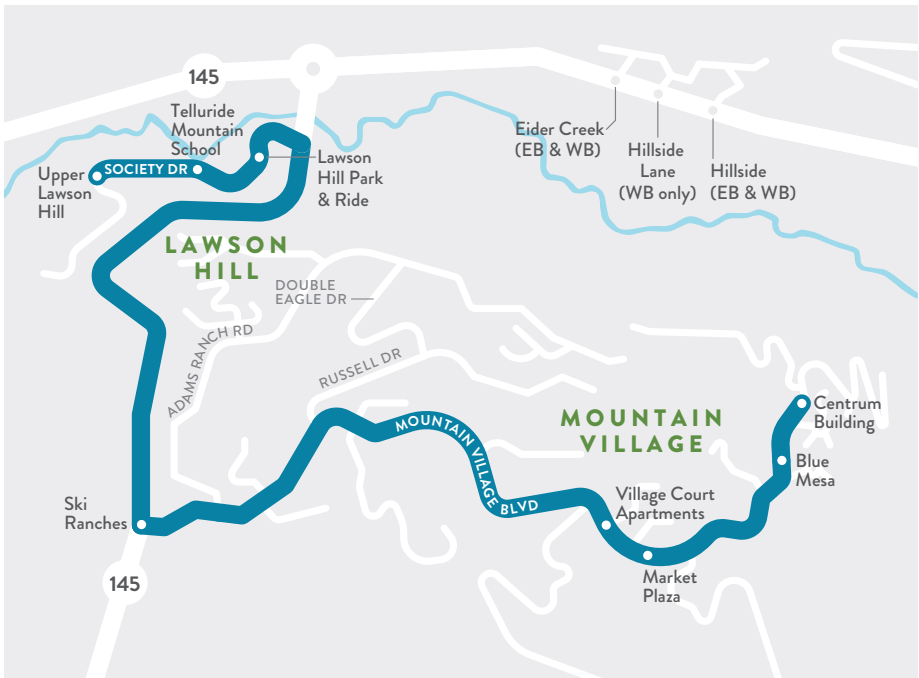 145
Telluride
Mountain
School
Eider Creek
(EB & WB)
Hillside
Lane
(WB only)
Hillside
(EB & WB)
Upper
Lawson
Hill
SOCIETY DR
Lawson
Hill Park
& Ride
LAWSON
HILL
DOUBLE
EAGLE DR
ADAMS RANCH RD
RUSSELL DR
MOUNTAIN VILLAGE BLVD
MOUNTAIN
VILLAGE
Centrum
Building
Blue
Mesa
Ski
Ranches
Village Court
Apartments
Market
Plaza
145